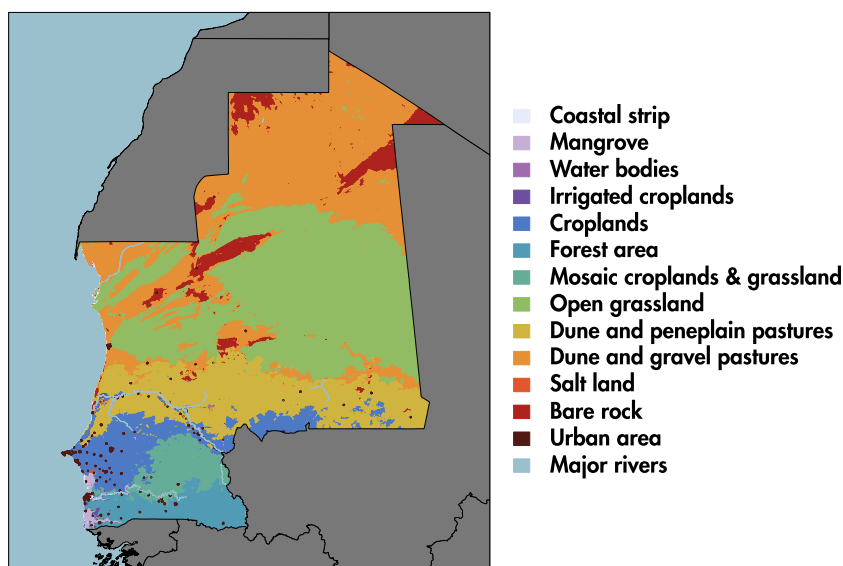 Coastal strip
Mangrove
Water bodies
Irrigated croplands
Croplands
Forest area
Mosaic croplands & grassland
Open grassland
Dune and peneplain pastures
Dune and gravel pastures
Salt land
Bare rock
Urban area
Major rivers